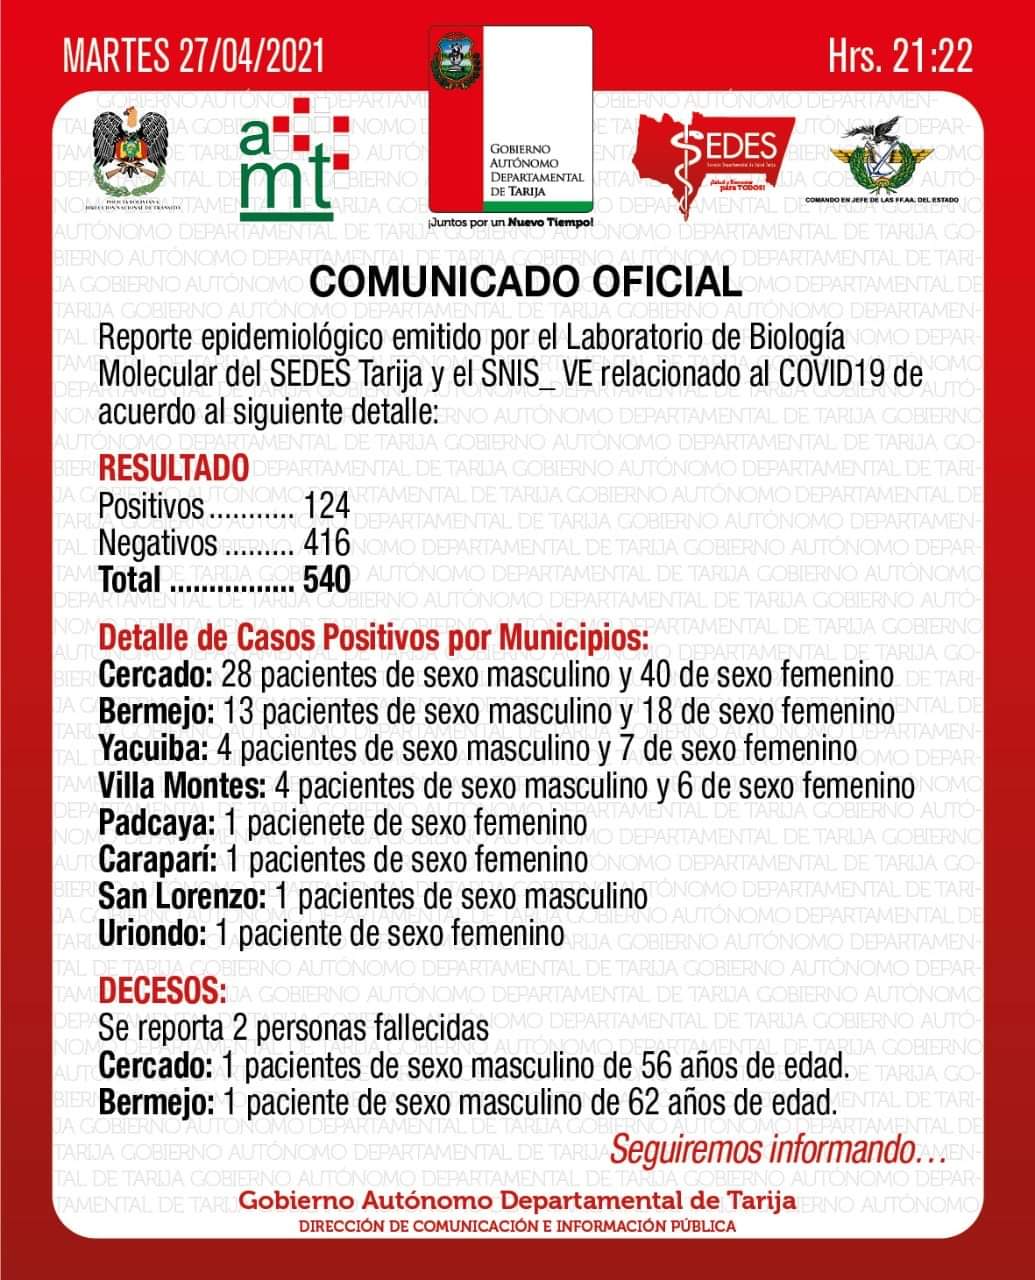 MARTES 27/04/2021
Hrs. 21:22
POLICIA BOLIVIANA
DIRECCION NACIONAL DE TRANSITO
amt
GOBIERNO
AUTÓNOMO
DEPARTAMENTAL
DE TARIJA
¡Juntos por un Nuevo Tiempo!
SEDES
Servicio Departamental de Salud Tarija
¡Salud y Bienestar
para TODOS!
COMANDO EN JEFE DE LAS FF.AA. DEL ESTADO
COMUNICADO OFICIAL
Reporte epidemiológico emitido por el Laboratorio de Biología
Molecular del SEDES Tarija y el SNIS_ VE relacionado al COVID19 de
acuerdo al siguiente detalle:
RESULTADO
Positivos........... 124
Negativos ......... 416
Total ................ 540
Detalle de Casos Positivos por Municipios:
Cercado: 28 pacientes de sexo masculino y 40 de sexo femenino
Bermejo: 13 pacientes de sexo masculino y 18 de sexo femenino
Yacuiba: 4 pacientes de sexo masculino y 7 de sexo femenino
Villa Montes: 4 pacientes de sexo masculino y 6 de sexo femenino
Padcaya: 1 pacienete de sexo femenino
Caraparí: 1 pacientes de sexo femenino
San Lorenzo: 1 pacientes de sexo masculino
Uriondo: 1 paciente de sexo femenino
DECESOS:
Se reporta 2 personas fallecidas
Cercado: 1 pacientes de sexo masculino de 56 años de edad.
Bermejo: 1 paciente de sexo masculino de 62 años de edad.
Seguiremos informando...
Gobierno Autónomo Departamental de Tarija
DIRECCIÓN DE COMUNICACIÓN E INFORMACIÓN PÚBLICA